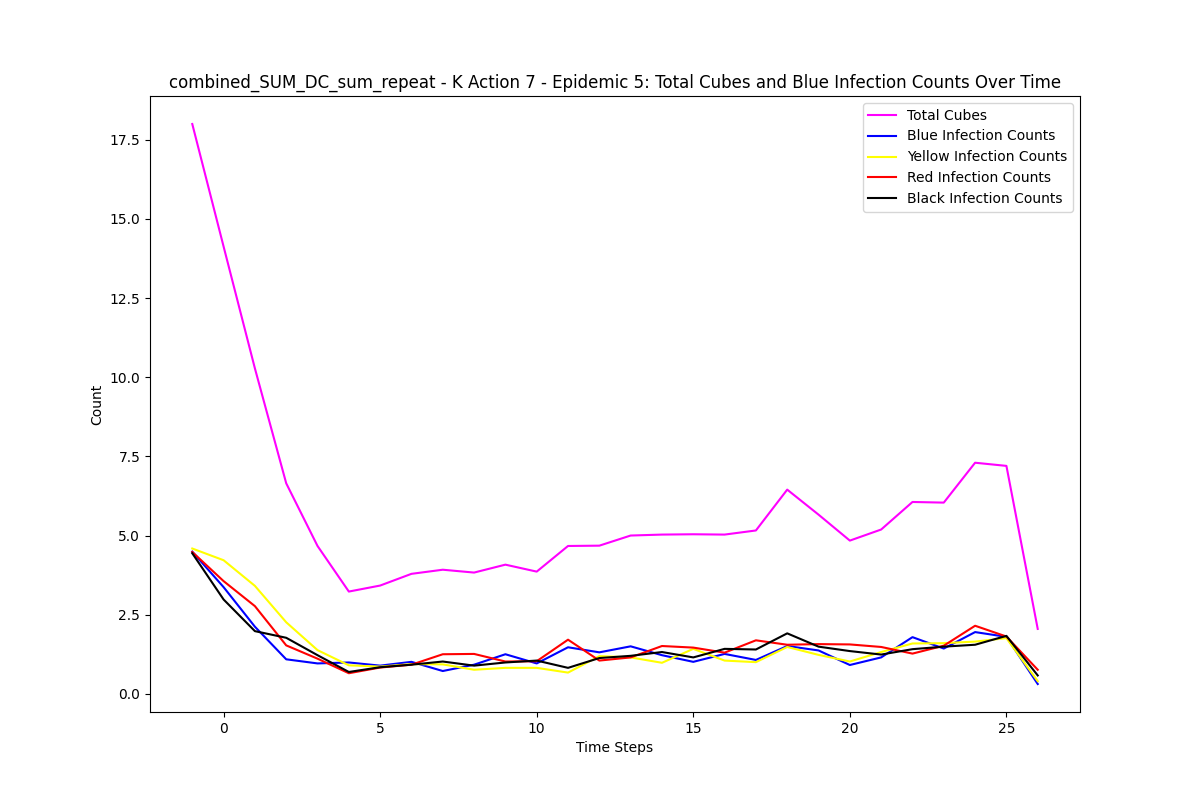 combined_SUM_DC_sum_repeat - K Action 7 - Epidemic 5: Total Cubes and Blue Infection Counts Over Time
Total Cubes
Blue Infection Counts
Yellow Infection Counts
Red Infection Counts
Black Infection Counts
17.5
15.0
12.5
10.0
7.5
5.0
2.5
0.0
Count
0 5 10 15 20 25
Time Steps